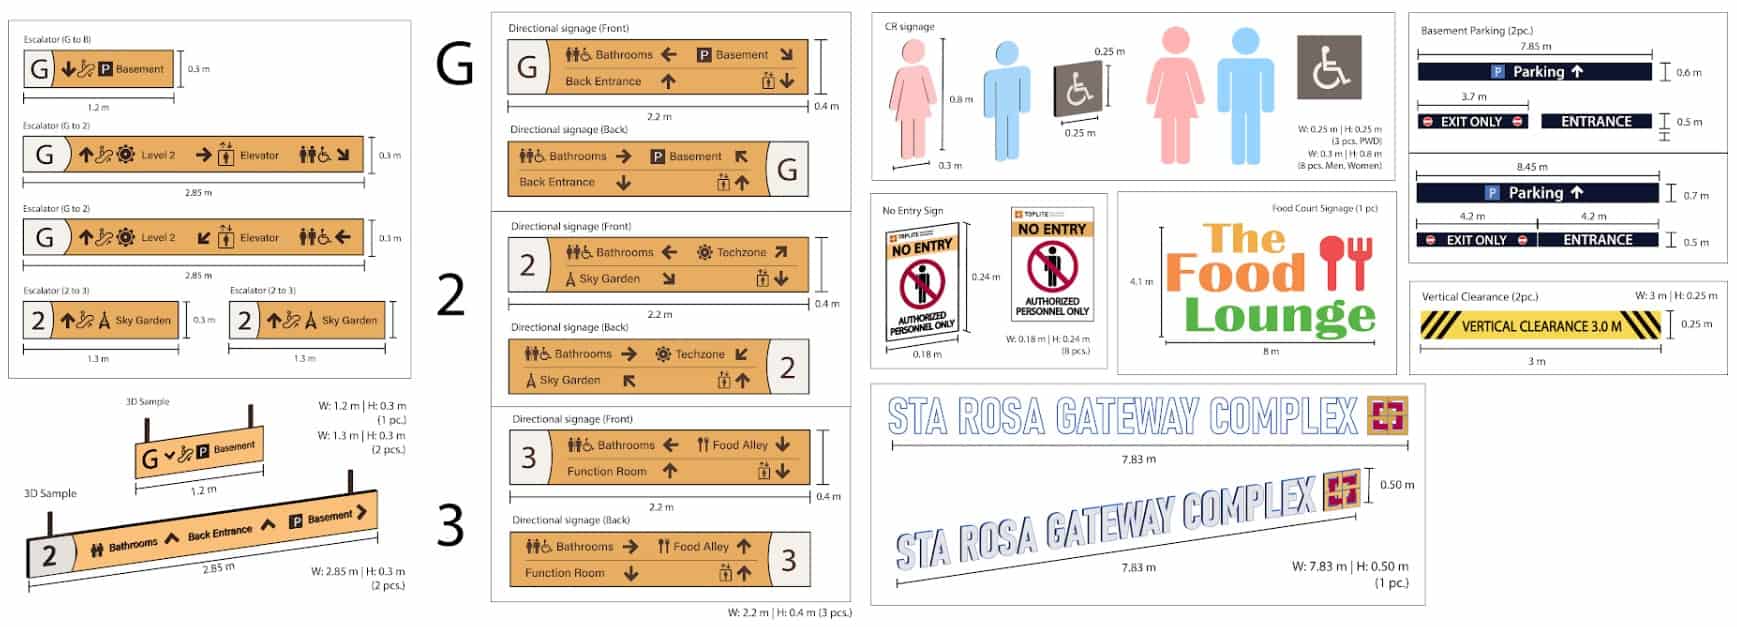 Escalator (G to B)
G P Basement
0.3 m
1.2 m
Escalator (G to 2)
G Level 2 Elevator
0.3 m
2.85 m
Escalator (G to 2)
G Level 2 Elevator
0.3 m
2.85 m
Escalator (2 to 3)
2 Sky Garden
0.3 m
1.3 m
Escalator (2 to 3)
2 Sky Garden
1.3 m
3D Sample
W: 1.2 m | H: 0.3 m
(1 pc.)
W: 1.3 m | H: 0.3 m
(2 pcs.)
G P Basement
1.2 m
3D Sample
2 Bathrooms Back Entrance P Basement
2.85 m
W: 2.85 m | H: 0.3 m
(2 pcs.)
G
Directional signage (Front)
G Bathrooms P Basement
Back Entrance
0.4 m
2.2 m
Directional signage (Back)
Bathrooms P Basement G
Back Entrance
2
Directional signage (Front)
2 Bathrooms Techzone
Sky Garden
0.4 m
2.2 m
Directional signage (Back)
Bathrooms Techzone 2
Sky Garden
3
Directional signage (Front)
3 Bathrooms Food Alley
Function Room
0.4 m
2.2 m
Directional signage (Back)
Bathrooms Food Alley 3
Function Room
W: 2.2 m | H: 0.4 m (3 pcs.)
CR signage
0.8 m
0.3 m
0.25 m
0.25 m
W: 0.25 m | H: 0.25 m
(3 pcs. PWD)
W: 0.3 m | H: 0.8 m
(8 pcs. Men, Women)
No Entry Sign
TOPLITE
NO ENTRY
AUTHORIZED
PERSONNEL ONLY
0.24 m
0.18 m
TOPLITE
NO ENTRY
AUTHORIZED
PERSONNEL ONLY
W: 0.18 m | H: 0.24 m
(8 pcs.)
Food Court Signage (1 pc)
The
Food
Lounge
4.1 m
8 m
STA ROSA GATEWAY COMPLEX
7.83 m
STA ROSA GATEWAY COMPLEX
0.50 m
7.83 m
W: 7.83 m | H: 0.50 m
(1 pc.)
Basement Parking (2pc.)
7.85 m
P Parking
0.6 m
3.7 m
EXIT ONLY ENTRANCE
0.5 m
8.45 m
P Parking
0.7 m
4.2 m 4.2 m
EXIT ONLY ENTRANCE
0.5 m
Vertical Clearance (2pc.)
W: 3 m | H: 0.25 m
VERTICAL CLEARANCE 3.0 M
0.25 m
3 m